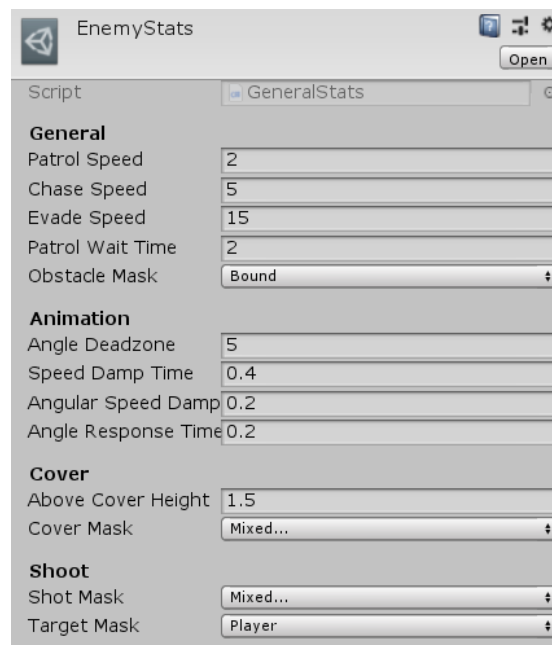 EnemyStats
Open
Script GeneralStats
General
Patrol Speed 2
Chase Speed 5
Evade Speed 15
Patrol Wait Time 2
Obstacle Mask Bound
Animation
Angle Deadzone 5
Speed Damp Time 0.4
Angular Speed Damp 0.2
Angle Response Time 0.2
Cover
Above Cover Height 1.5
Cover Mask Mixed...
Shoot
Shot Mask Mixed...
Target Mask Player